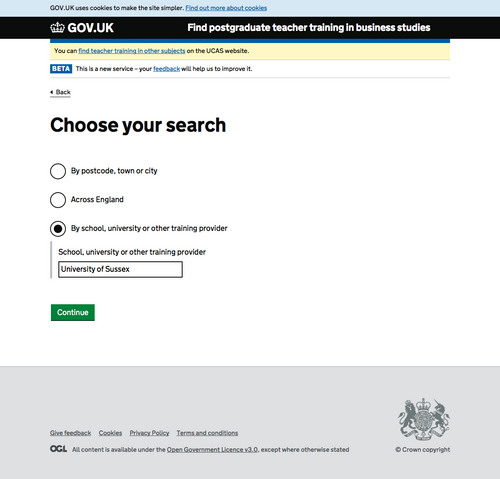 GOV.UK uses cookies to make the site simpler. Find out more about cookies
GOV.UK
Find postgraduate teacher training in business studies
You can find teacher training in other subjects on the UCAS website.
BETA This is a new service – your feedback will help us to improve it.
Back
Choose your search
By postcode, town or city
Across England
By school, university or other training provider
School, university or other training provider
University of Sussex
Continue
Give feedback Cookies Privacy Policy Terms and conditions
OGL All content is available under the Open Government Licence v3.0, except where otherwise stated
© Crown copyright